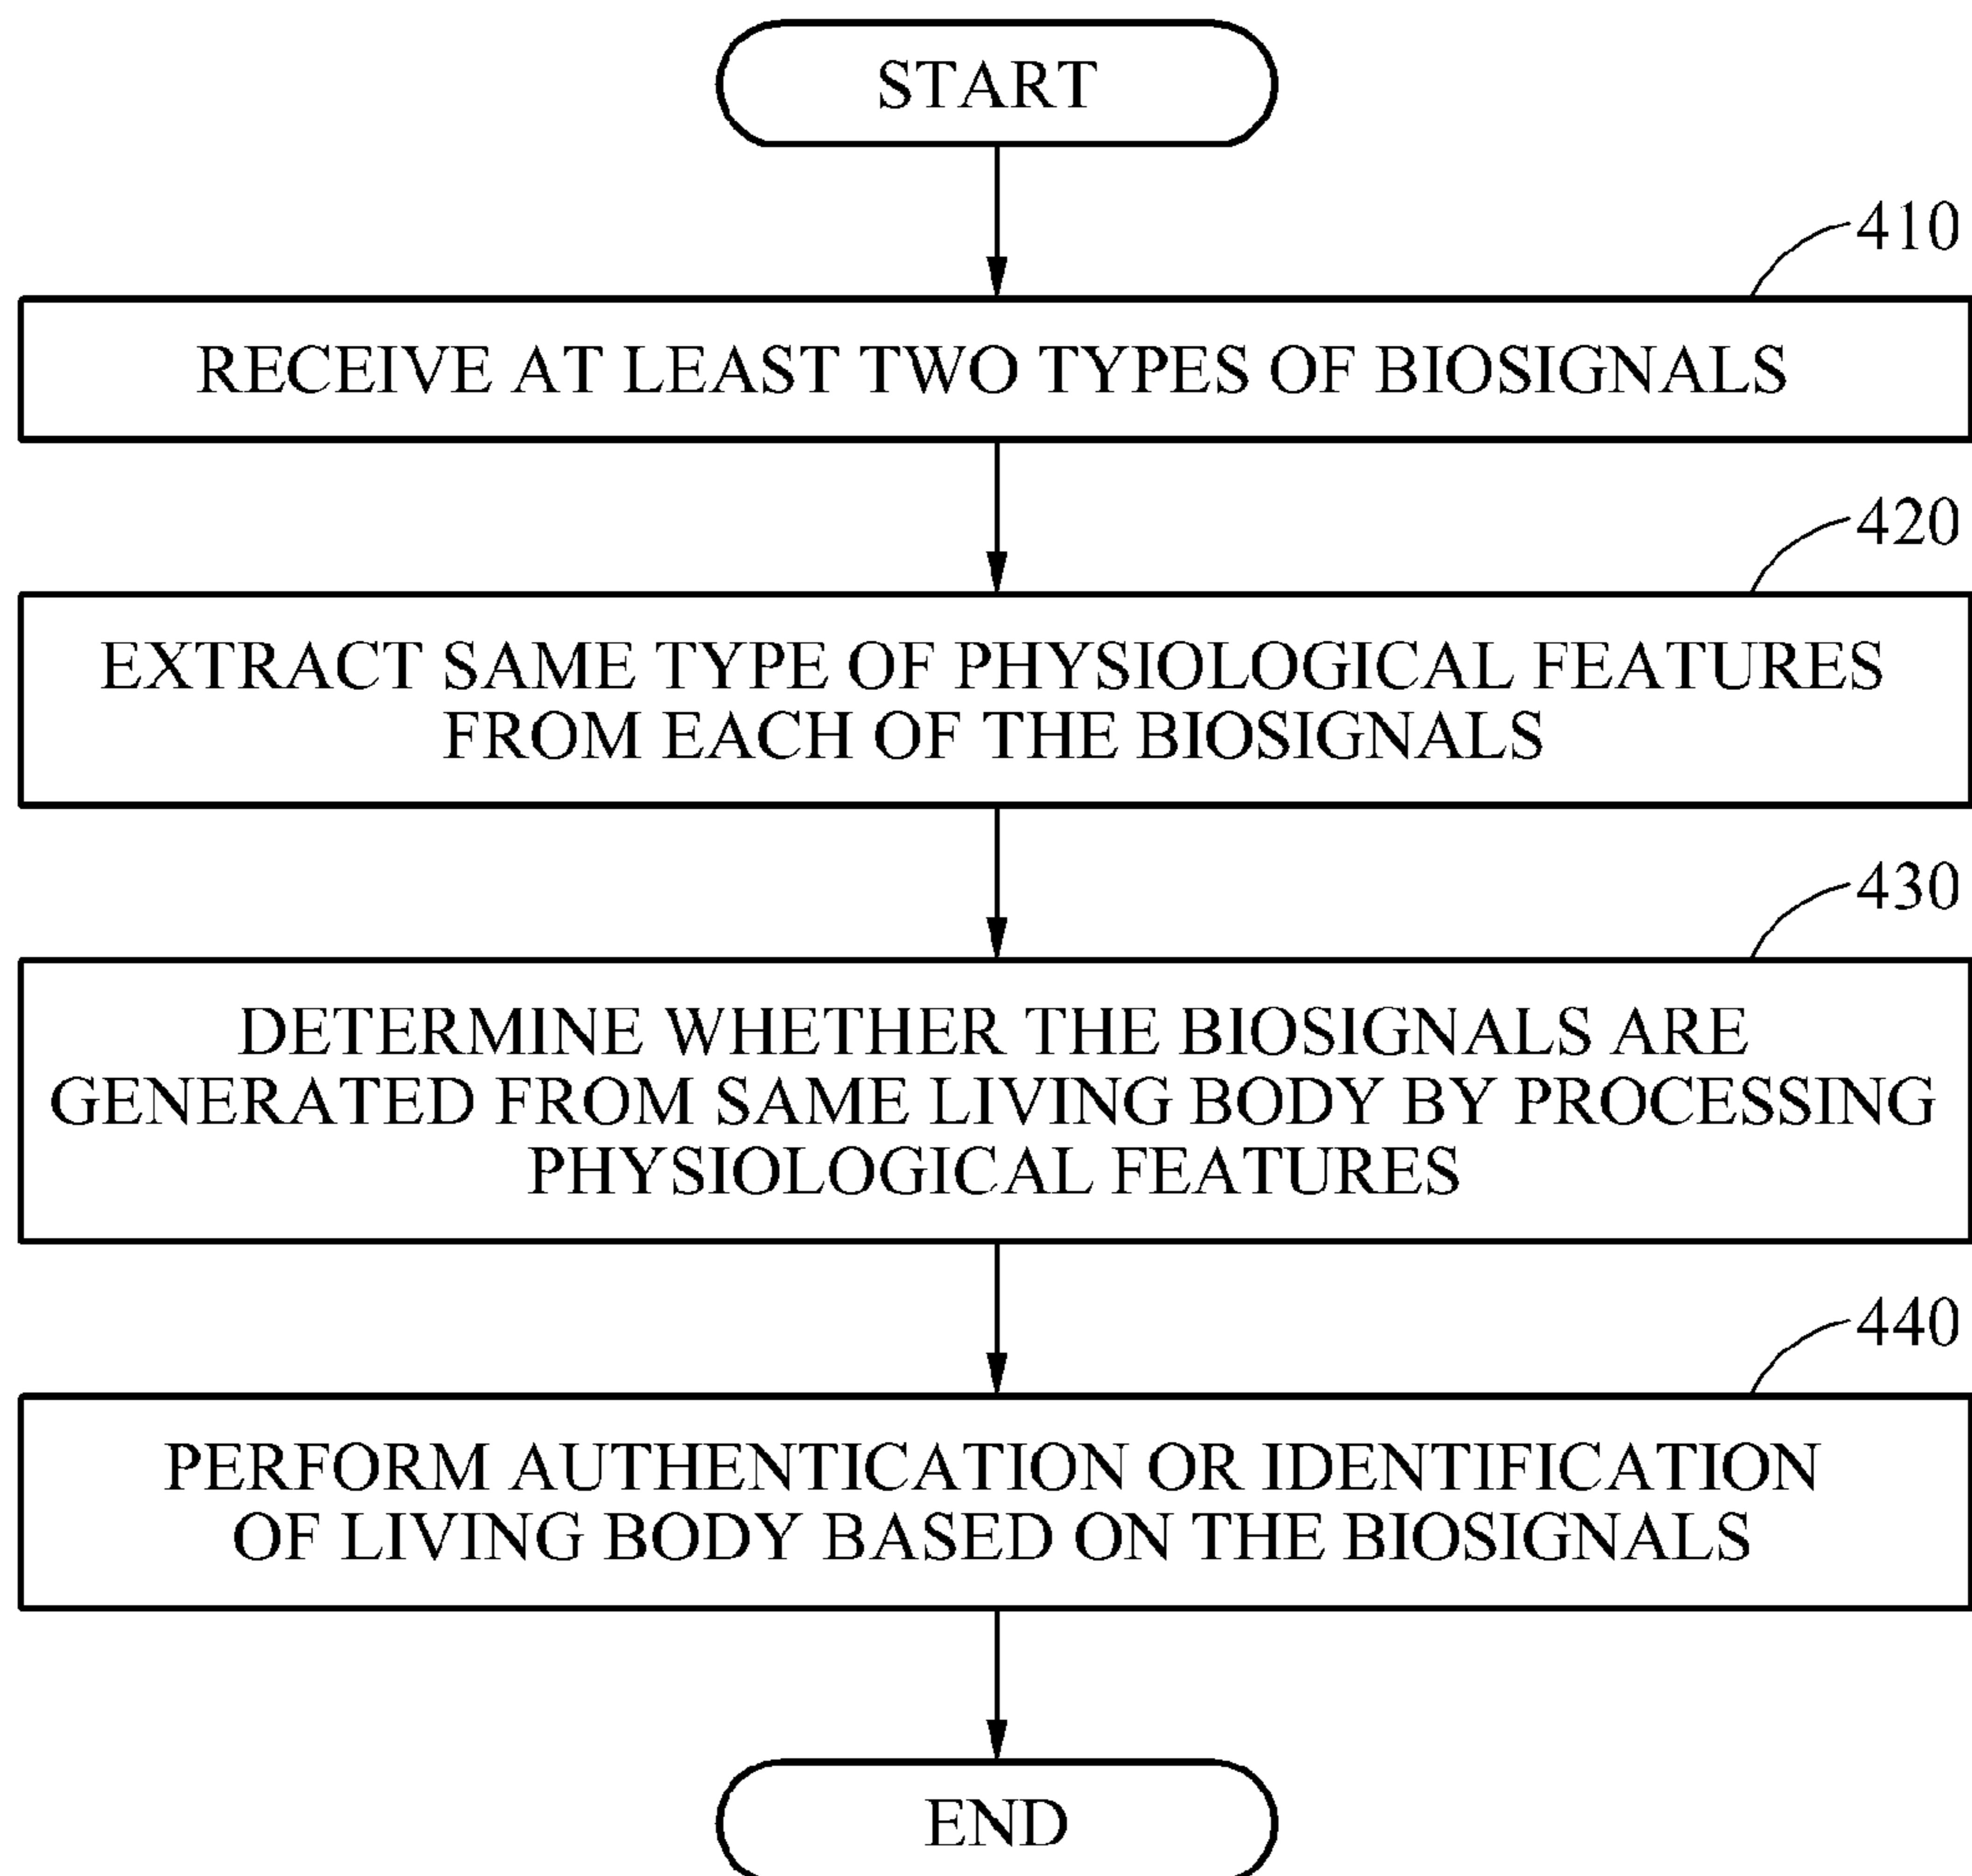 START
410
RECEIVE AT LEAST TWO TYPES OF BIOSIGNALS
420
EXTRACT SAME TYPE OF PHYSIOLOGICAL FEATURES
FROM EACH OF THE BIOSIGNALS
430
DETERMINE WHETHER THE BIOSIGNALS ARE
GENERATED FROM SAME LIVING BODY BY PROCESSING
PHYSIOLOGICAL FEATURES
440
PERFORM AUTHENTICATION OR IDENTIFICATION
OF LIVING BODY BASED ON THE BIOSIGNALS
END